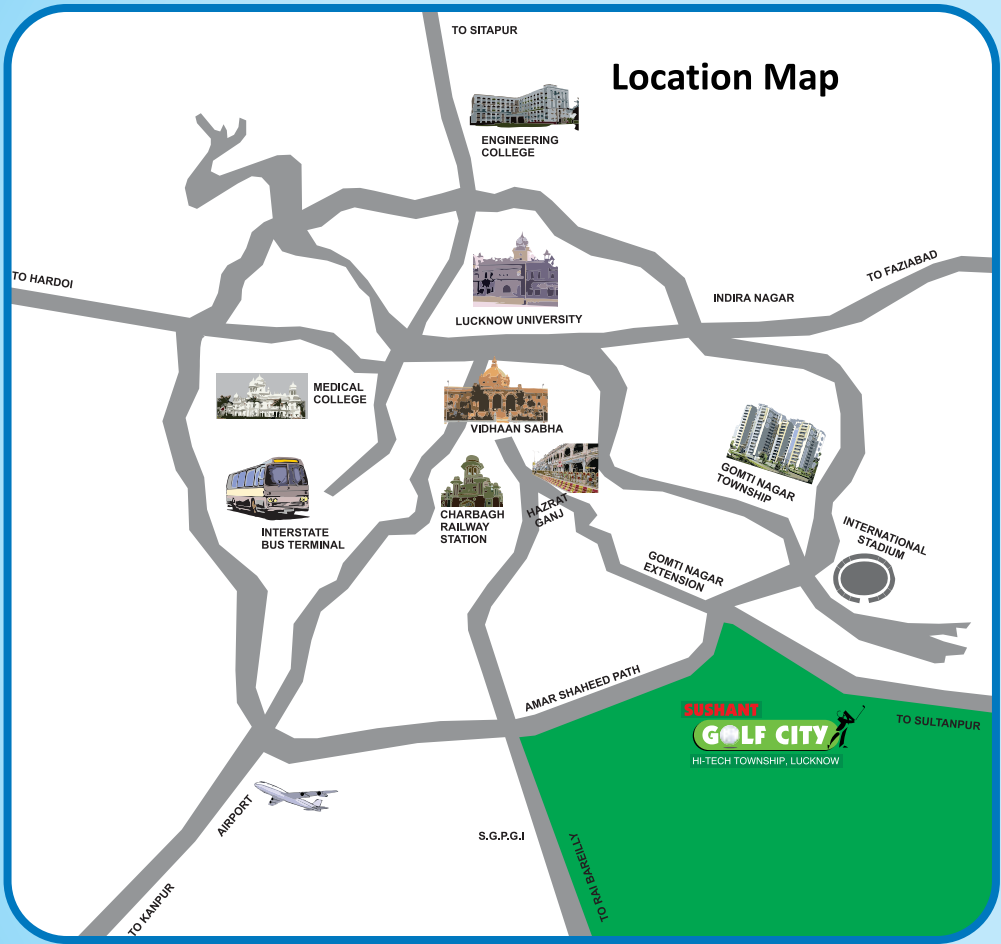 TO SITAPUR
Location Map
ENGINEERING
COLLEGE
TO HARDOI
TO FAZIABAD
INDIRA NAGAR
LUCKNOW UNIVERSITY
MEDICAL
COLLEGE
VIDHAAN SABHA
GOMTI NAGAR
TOWNSHIP
INTERSTATE
BUS TERMINAL
CHARBAGH
RAILWAY
STATION
HAZRAT
GANJ
INTERNATIONAL
STADIUM
GOMTI NAGAR
EXTENSION
AMAR SHAHEED PATH
SUSHANT
GOLF CITY
HI-TECH TOWNSHIP, LUCKNOW
TO SULTANPUR
AIRPORT
S.G.P.G.I
TO RAI BAREILLY
TO KANPUR